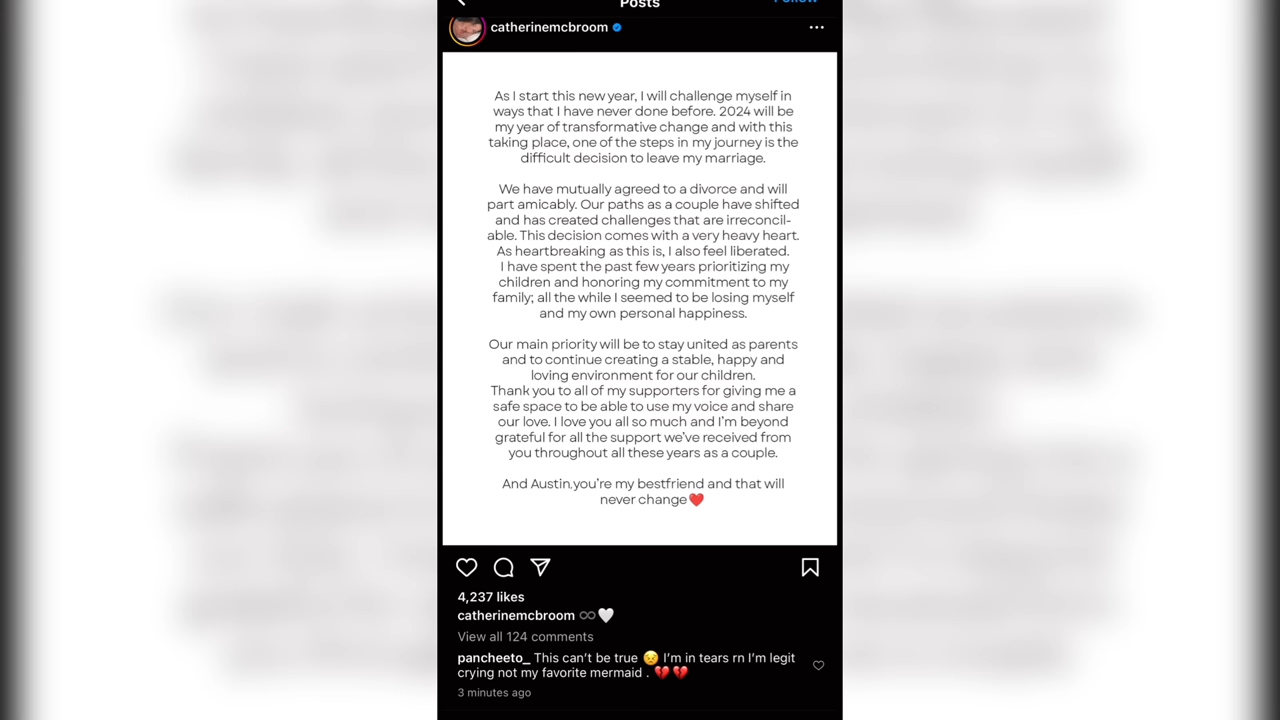 Posts
Follow
catherinemcbroom
As I start this new year, I will challenge myself in
ways that I have never done before. 2024 will be
my year of transformative change and with this
taking place, one of the steps in my journey is the
difficult decision to leave my marriage.
We have mutually agreed to a divorce and will
part amicably. Our paths as a couple have shifted
and has created challenges that are irreconcil-
able. This decision comes with a very heavy heart.
As heartbreaking as this is, I also feel liberated.
I have spent the past few years prioritizing my
children and honoring my commitment to my
family; all the while I seemed to be losing myself
and my own personal happiness.
Our main priority will be to stay united as parents
and to continue creating a stable, happy and
loving environment for our children.
Thank you to all of my supporters for giving me a
safe space to be able to use my voice and share
our love. I love you all so much and I'm beyond
grateful for all the support we've received from
you throughout all these years as a couple.
And Austin,you're my bestfriend and that will
never change❤️
4,237 likes
catherinemcbroom ♾🤍
View all 124 comments
pancheeto_ This can't be true 😣 I'm in tears rn I'm legit
crying not my favorite mermaid . 💔💔
3 minutes ago